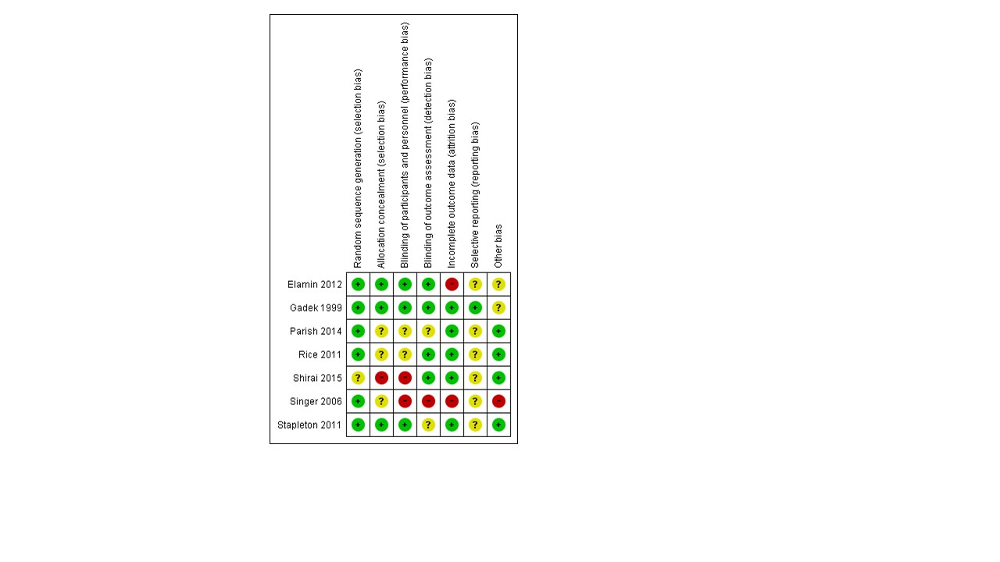 Random sequence generation (selection bias)
Allocation concealment (selection bias)
Blinding of participants and personnel (performance bias)
Blinding of outcome assessment (detection bias)
Incomplete outcome data (attrition bias)
Selective reporting (reporting bias)
Other bias
Elamin 2012 + + + + - ? ?
Gadek 1999 + + + + + + ?
Parish 2014 + ? ? ? + ? +
Rice 2011 + ? ? + + ? +
Shirai 2015 ? - - + + ? +
Singer 2006 + ? - - - ? -
Stapleton 2011 + + + ? + ? +